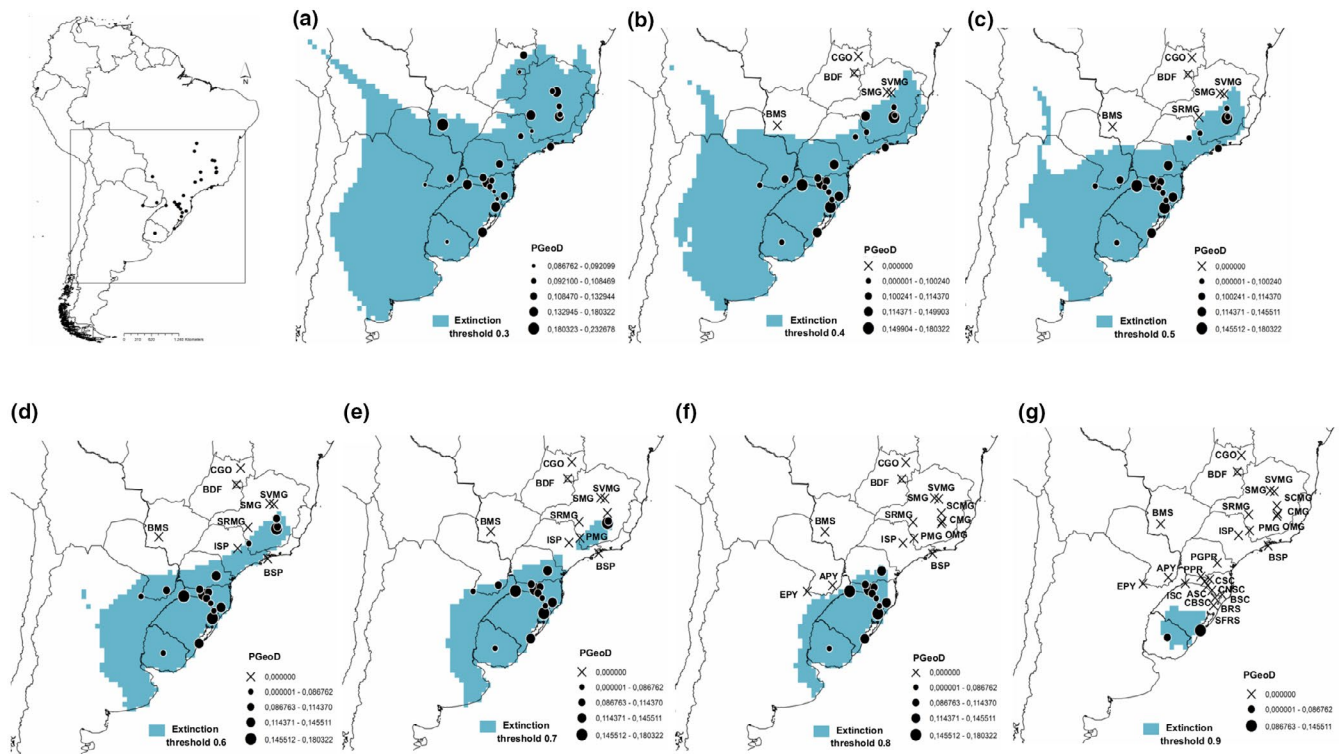 (a)
(b)
(c)
N
0 310 620 1.240 Kilometers
PGeoD
0,086762 - 0,092099
0,092100 - 0,108469
0,108470 - 0,132944
0,132945 - 0,180322
0,180323 - 0,232678
Extinction
threshold 0.3
CGO
BDF
SVMG
SMG
BMS
PGeoD
0,000000
0,000001 - 0,100240
0,100241 - 0,114370
0,114371 - 0,149903
0,149904 - 0,180322
Extinction
threshold 0.4
CGO
BDF
SVMG
SMG
SRMG
BMS
PGeoD
0,000000
0,000001 - 0,100240
0,100241 - 0,114370
0,114371 - 0,145511
0,145512 - 0,180322
Extinction
threshold 0.5
(d)
(e)
(f)
(g)
CGO
BDF
SVMG
SMG
SRMG
BMS
ISP
BSP
PGeoD
0,000000
0,000001 - 0,086762
0,086763 - 0,114370
0,114371 - 0,145511
0,145512 - 0,180322
Extinction
threshold 0.6
CGO
BDF
SVMG
SMG
SRMG
BMS
ISP
PMG
BSP
PGeoD
0,000000
0,000001 - 0,086762
0,086763 - 0,114370
0,114371 - 0,145511
0,145512 - 0,180322
Extinction
threshold 0.7
CGO
BDF
SVMG
SMG
SCMG
SRMG
CMG
BMS
ISP
PMG
OMG
BSP
APY
EPY
PGeoD
0,000000
0,000001 - 0,086762
0,086763 - 0,114370
0,114371 - 0,145511
0,145512 - 0,180322
Extinction
threshold 0.8
CGO
BDF
SVMG
SMG
SCMG
SRMG
CMG
BMS
ISP
PMG
OMG
BSP
PGPR
APY
PPR
EPY
CSC
ISC
ASC
CNSC
CBSC
BSC
BRS
SFRS
PGeoD
0,000000
0,000001 - 0,086762
0,086763 - 0,145511
Extinction
threshold 0.9